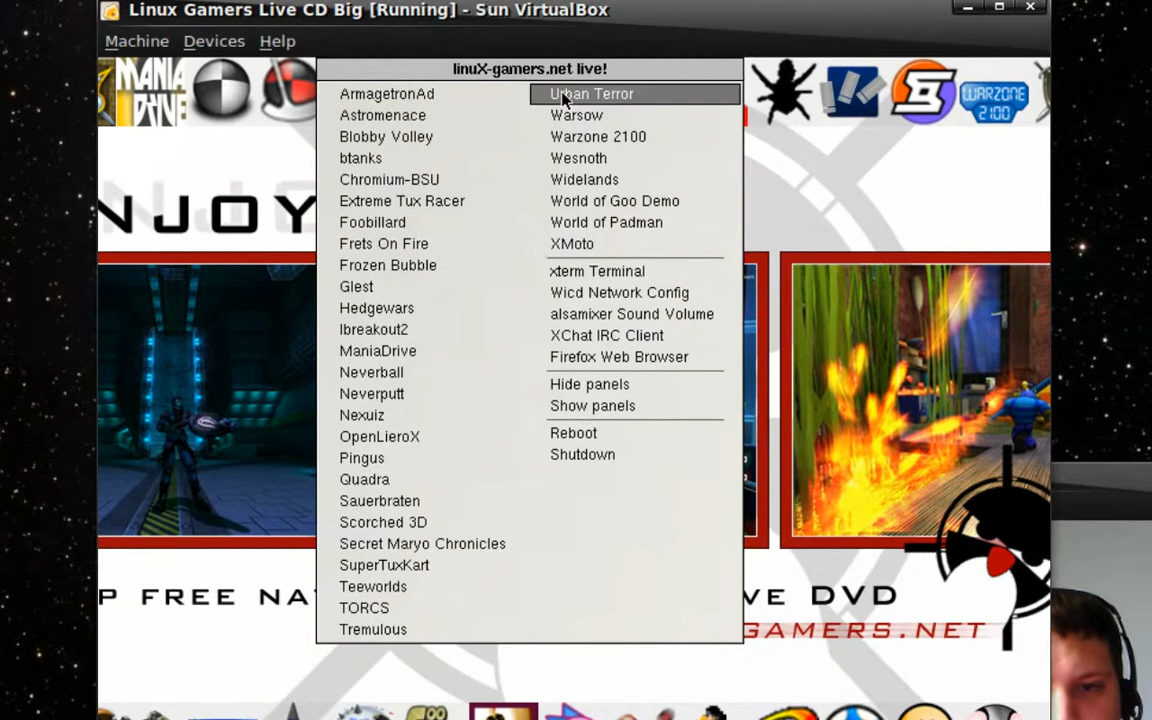 Linux Gamers Live CD Big [Running] - Sun VirtualBox
Machine Devices Help
linuX-gamers.net live!
ArmagetronAd
Astromenace
Blobby Volley
btanks
Chromium-BSU
Extreme Tux Racer
Foobillard
Frets On Fire
Frozen Bubble
Glest
Hedgewars
lbreakout2
ManiaDrive
Neverball
Neverputt
Nexuiz
OpenLieroX
Pingus
Quadra
Sauerbraten
Scorched 3D
Secret Maryo Chronicles
SuperTuxKart
Teeworlds
TORCS
Tremulous
Urban Terror
Warsow
Warzone 2100
Wesnoth
Widelands
World of Goo Demo
World of Padman
XMoto
xterm Terminal
Wicd Network Config
alsamixer Sound Volume
XChat IRC Client
Firefox Web Browser
Hide panels
Show panels
Reboot
Shutdown
MANIA
DRIVE
WARZONE
2100
NJOY
P FREE NA
VE DVD
GAMERS.NET